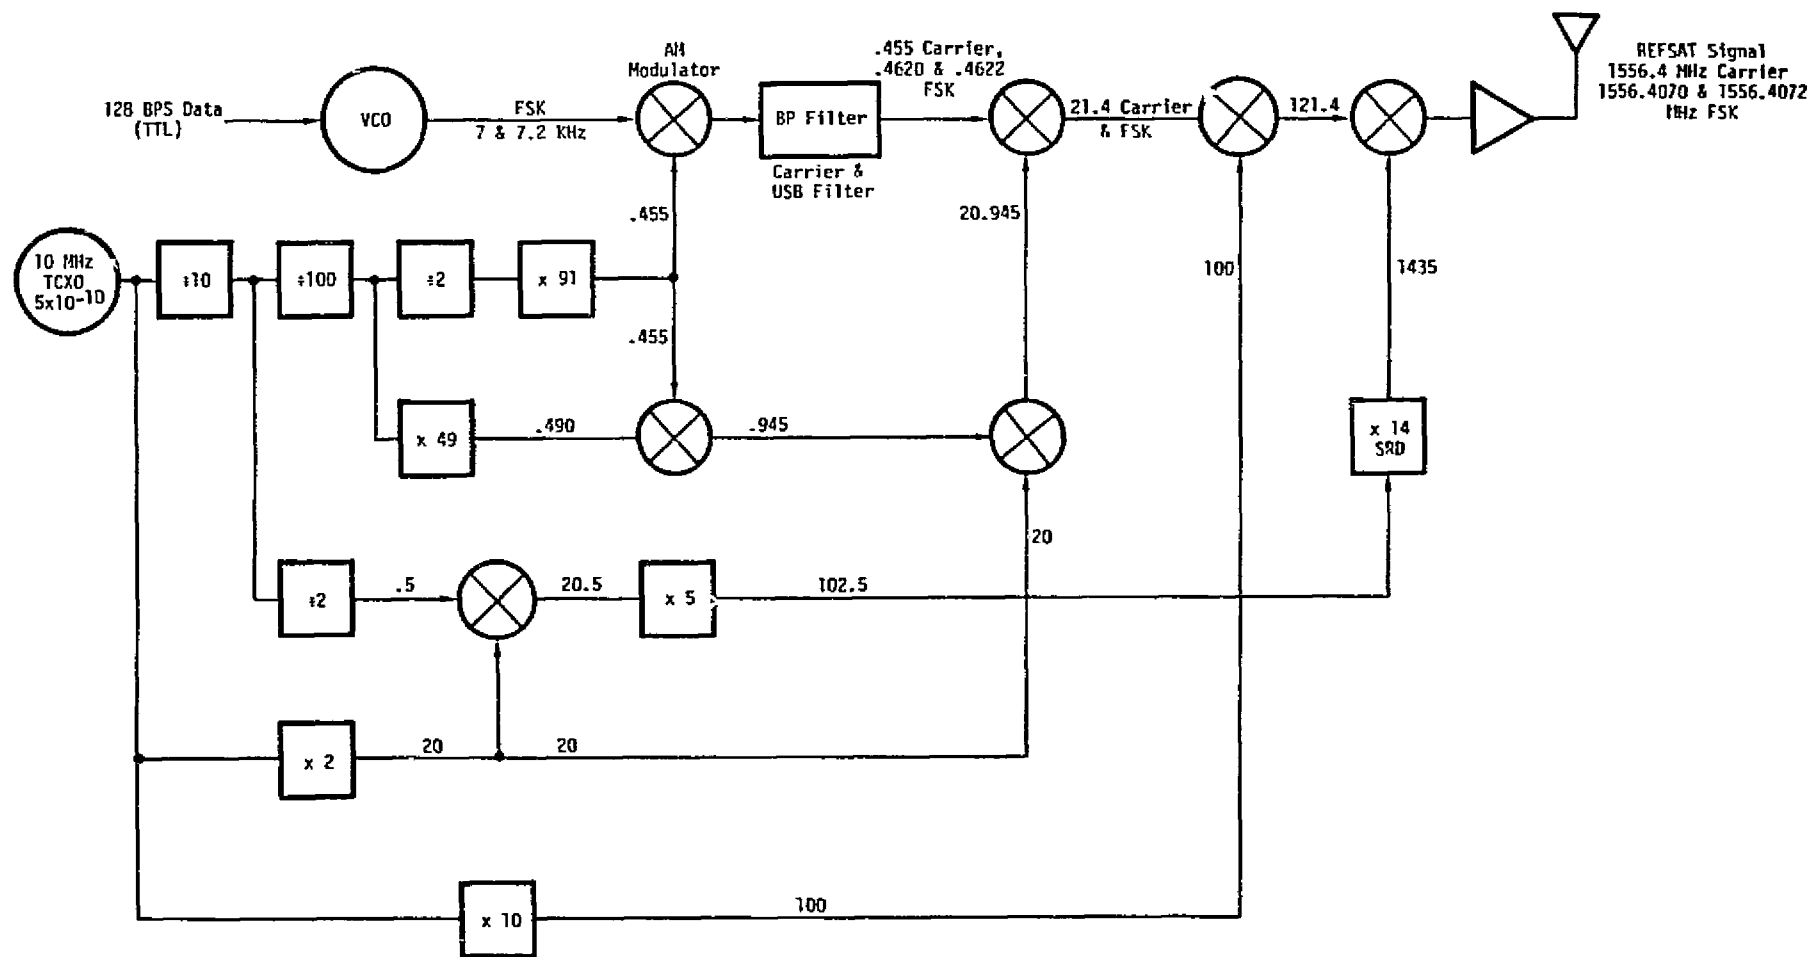 AM
Modulator
.455 Carrier,
.4620 & .4622
FSK
REFSAT Signal
1556.4 MHz Carrier
1556.4070 & 1556.4072
MHz FSK
128 BPS Data
(TTL)
VCO
FSK
7 & 7.2 KHz
BP Filter
21.4 Carrier
& FSK
121.4
Carrier &
USB Filter
.455
20.945
10 MHz
TCXO
5x10-10
÷10
÷100
÷2
x 91
100
1435
.455
x 49
.490
.945
x 14
SRD
20
÷2
.5
20.5
x 5
102.5
x 2
20
20
x 10
100